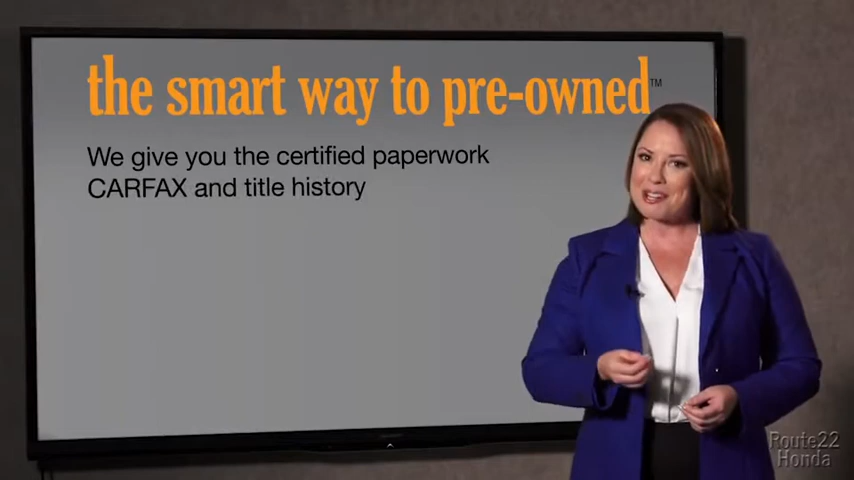 the smart way to pre-owned™
We give you the certified paperwork
CARFAX and title history
Route22
Honda